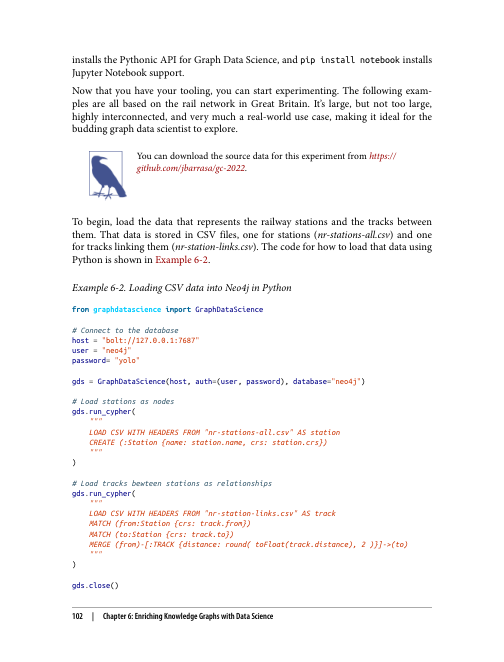 installs the Pythonic API for Graph Data Science, and pip install notebook installs
Jupyter Notebook support.
Now that you have your tooling, you can start experimenting. The following exam-
ples are all based on the rail network in Great Britain. It's large, but not too large,
highly interconnected, and very much a real-world use case, making it ideal for the
budding graph data scientist to explore.
You can download the source data for this experiment from https://
github.com/jbarrasa/gc-2022.
To begin, load the data that represents the railway stations and the tracks between
them. That data is stored in CSV files, one for stations (nr-stations-all.csv) and one
for tracks linking them (nr-station-links.csv). The code for how to load that data using
Python is shown in Example 6-2.
Example 6-2. Loading CSV data into Neo4j in Python
from graphdatascience import GraphDataScience
# Connect to the database
host = "bolt://127.0.0.1:7687"
user = "neo4j"
password= "yolo"
gds = GraphDataScience(host, auth=(user, password), database="neo4j")
# Load stations as nodes
gds.run_cypher(
    """
    LOAD CSV WITH HEADERS FROM "nr-stations-all.csv" AS station
    CREATE (:Station {name: station.name, crs: station.crs})
    """
)
# Load tracks bewteen stations as relationships
gds.run_cypher(
    """
    LOAD CSV WITH HEADERS FROM "nr-station-links.csv" AS track
    MATCH (from:Station {crs: track.from})
    MATCH (to:Station {crs: track.to})
    MERGE (from)-[:TRACK {distance: round( toFloat(track.distance), 2 )}]->(to)
    """
)
gds.close()
102 | Chapter 6: Enriching Knowledge Graphs with Data Science